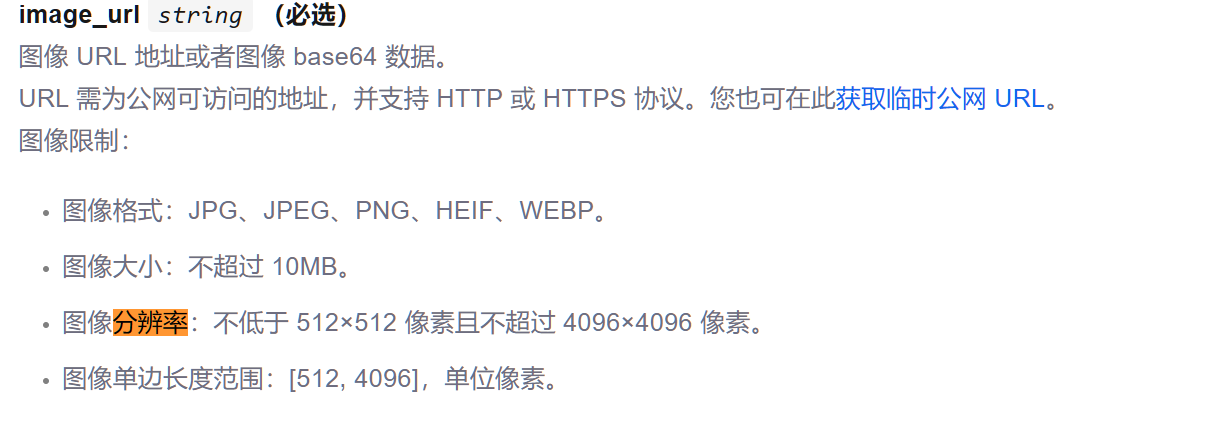 image_url string （必选）
图像 URL 地址或者图像 base64 数据。
URL 需为公网可访问的地址，并支持 HTTP 或 HTTPS 协议。您也可在此获取临时公网 URL。
图像限制：
• 图像格式：JPG、JPEG、PNG、HEIF、WEBP。
• 图像大小：不超过 10MB。
• 图像分辨率：不低于 512×512 像素且不超过 4096×4096 像素。
• 图像单边长度范围：[512, 4096]，单位像素。